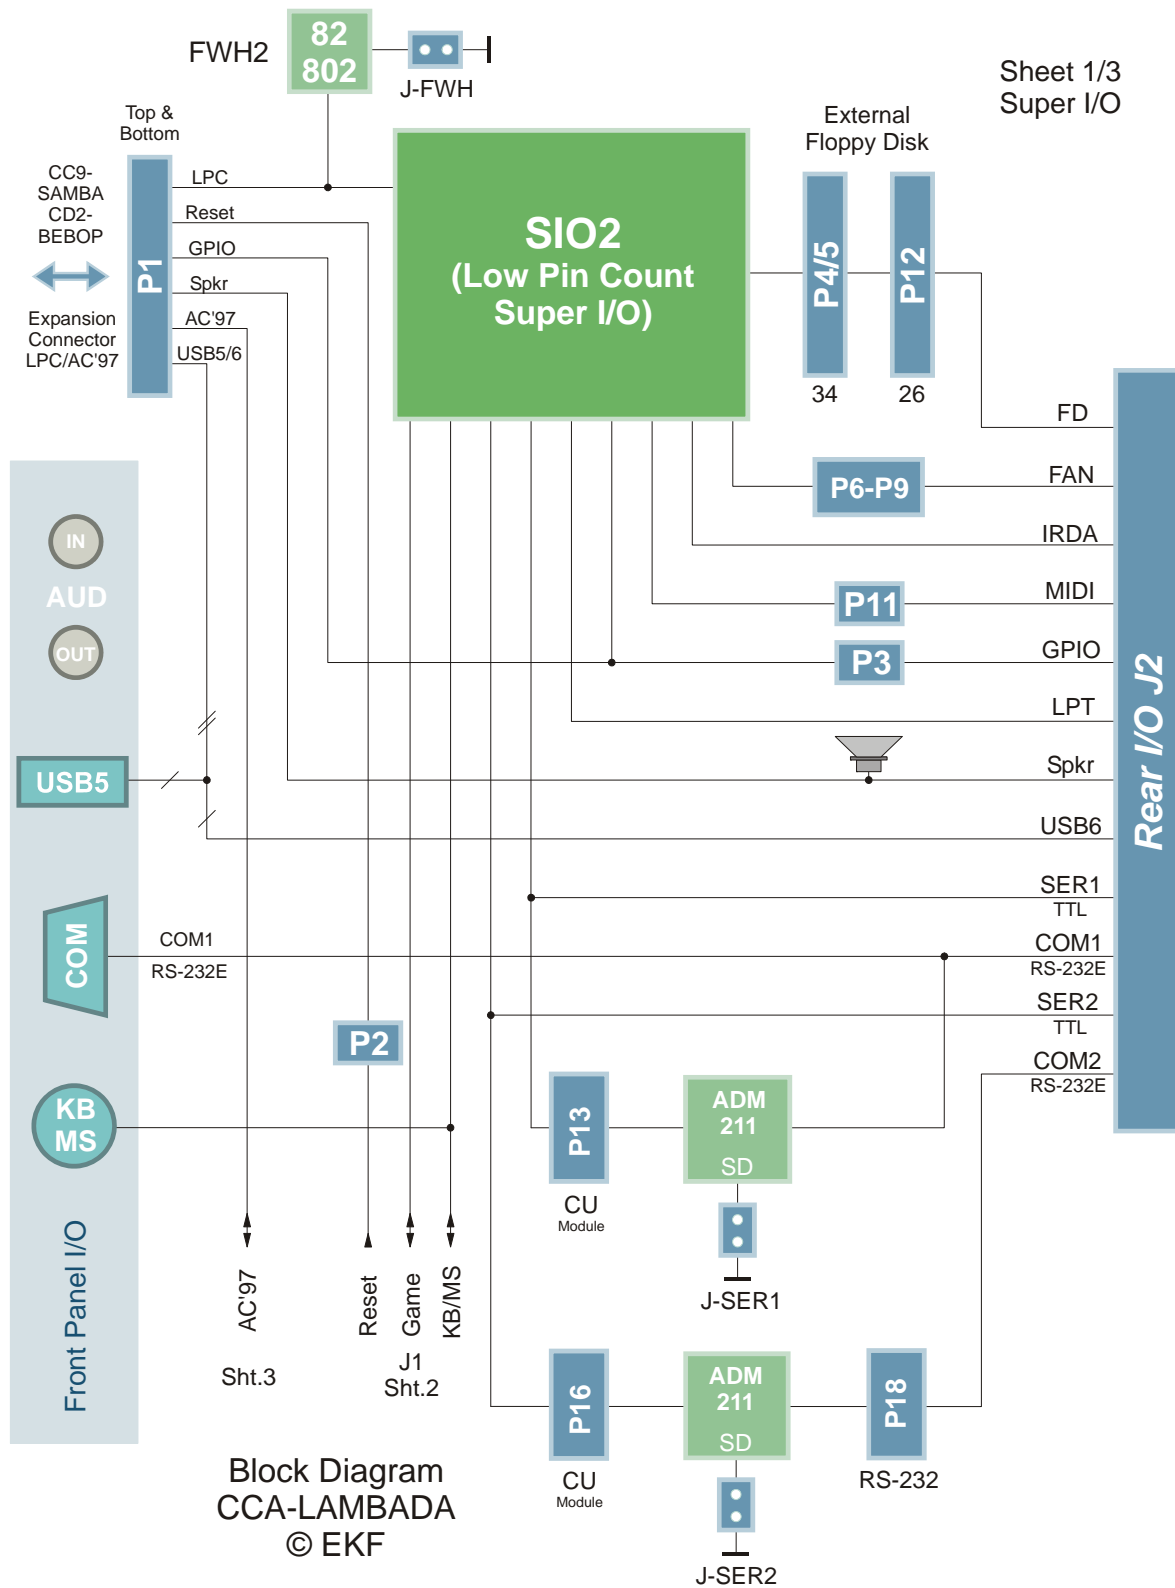 FWH2
82
802
J-FWH
Sheet 1/3
Super I/O
Top &
Bottom
External
Floppy Disk
CC9-
SAMBA
CD2-
BEBOP
Expansion
Connector
LPC/AC'97
P1
LPC
Reset
GPIO
Spkr
AC'97
USB5/6
SIO2
(Low Pin Count
Super I/O)
P4/5
34
P12
26
FD
P6-P9
FAN
IRDA
P11
MIDI
P3
GPIO
LPT
Spkr
USB6
SER1
TTL
COM1
RS-232E
SER2
TTL
COM2
RS-232E
Rear I/O J2
IN
AUD
OUT
USB5
COM
COM1
RS-232E
KB
MS
Front Panel I/O
P2
P13
CU
Module
ADM
211
SD
J-SER1
AC'97
Sht.3
Reset
Game
KB/MS
J1
Sht.2
P16
CU
Module
ADM
211
SD
J-SER2
P18
RS-232
Block Diagram
CCA-LAMBADA
© EKF